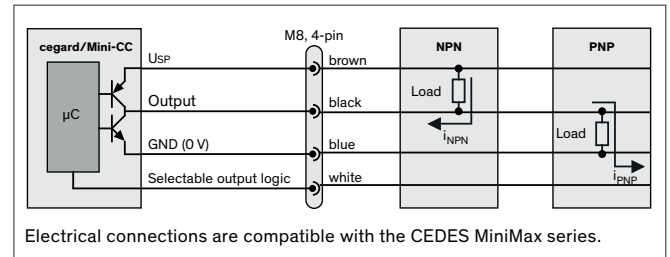 M8, 4-pin
cegard/Mini-CC
NPN
PNP
USP
brown
µC
Output
black
Load
Load
iNPN
GND (0 V)
blue
iPNP
Selectable output logic
white
Electrical connections are compatible with the CEDES MiniMax series.